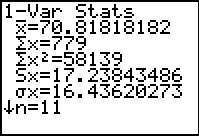 1-Var Stats
x̄=70.81818182
Σx=779
Σx²=58139
Sx=17.23843486
σx=16.43620273
↓n=11